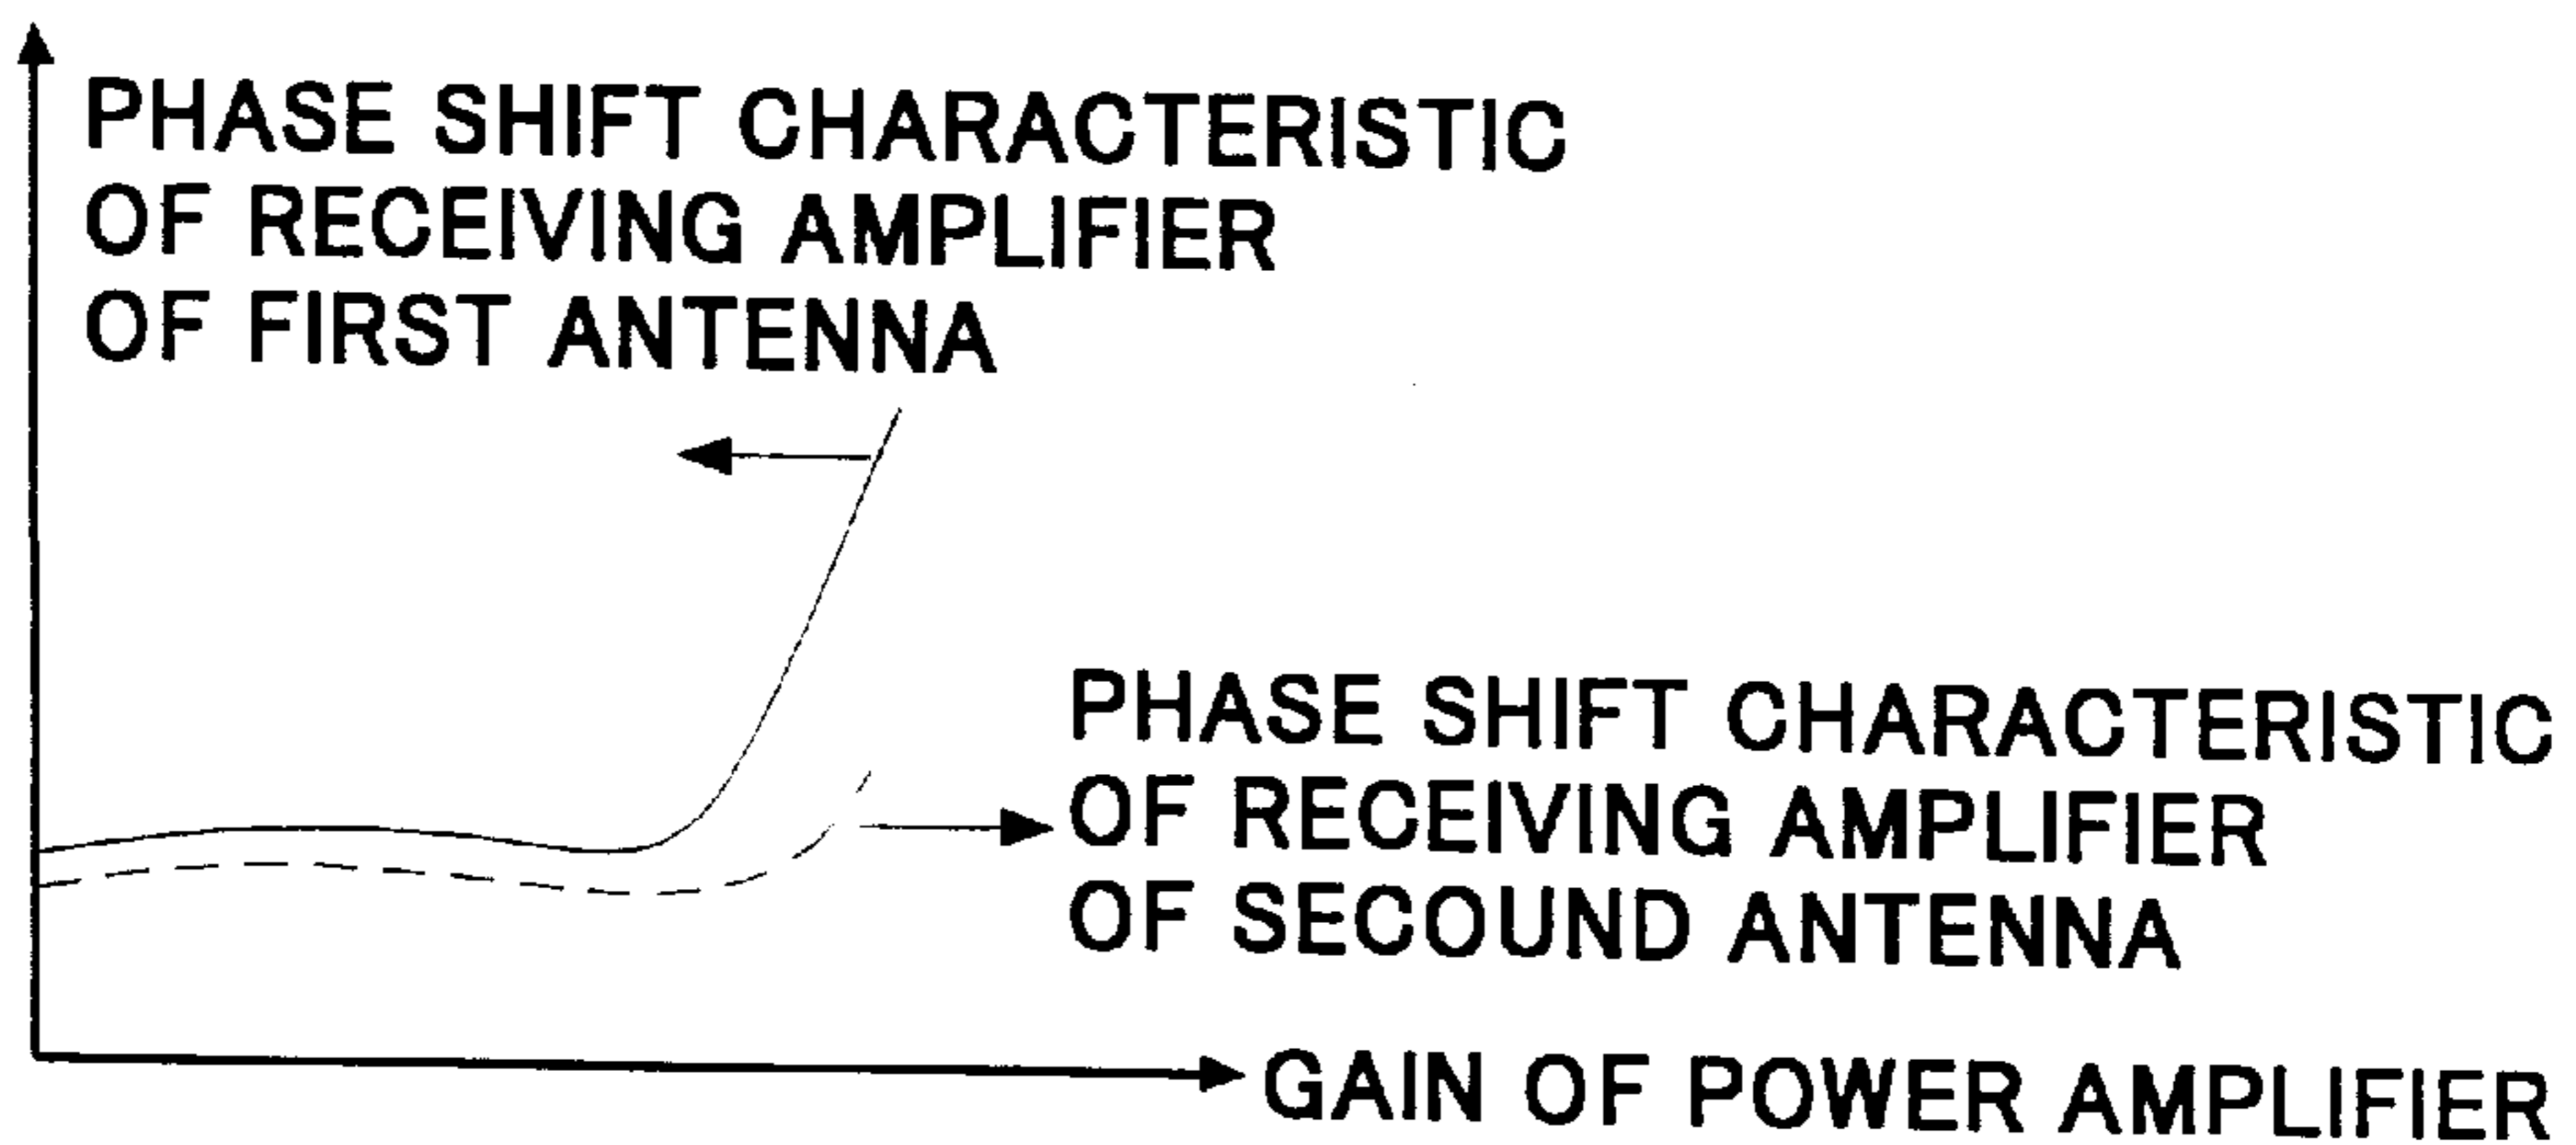 PHASE SHIFT CHARACTERISTIC
OF RECEIVING AMPLIFIER
OF FIRST ANTENNA
PHASE SHIFT CHARACTERISTIC
OF RECEIVING AMPLIFIER
OF SECOUND ANTENNA
GAIN OF POWER AMPLIFIER